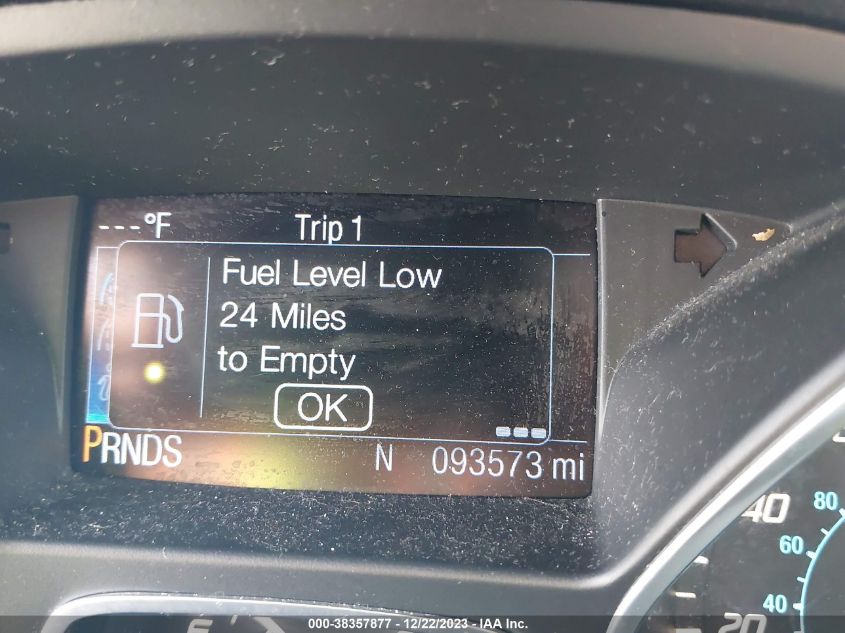 ---°F Trip 1
Fuel Level Low
24 Miles
to Empty
OK
PRNDS N 093573 mi
40 80
60
40
20
E
000-38357877 - 12/22/2023 - IAA Inc.